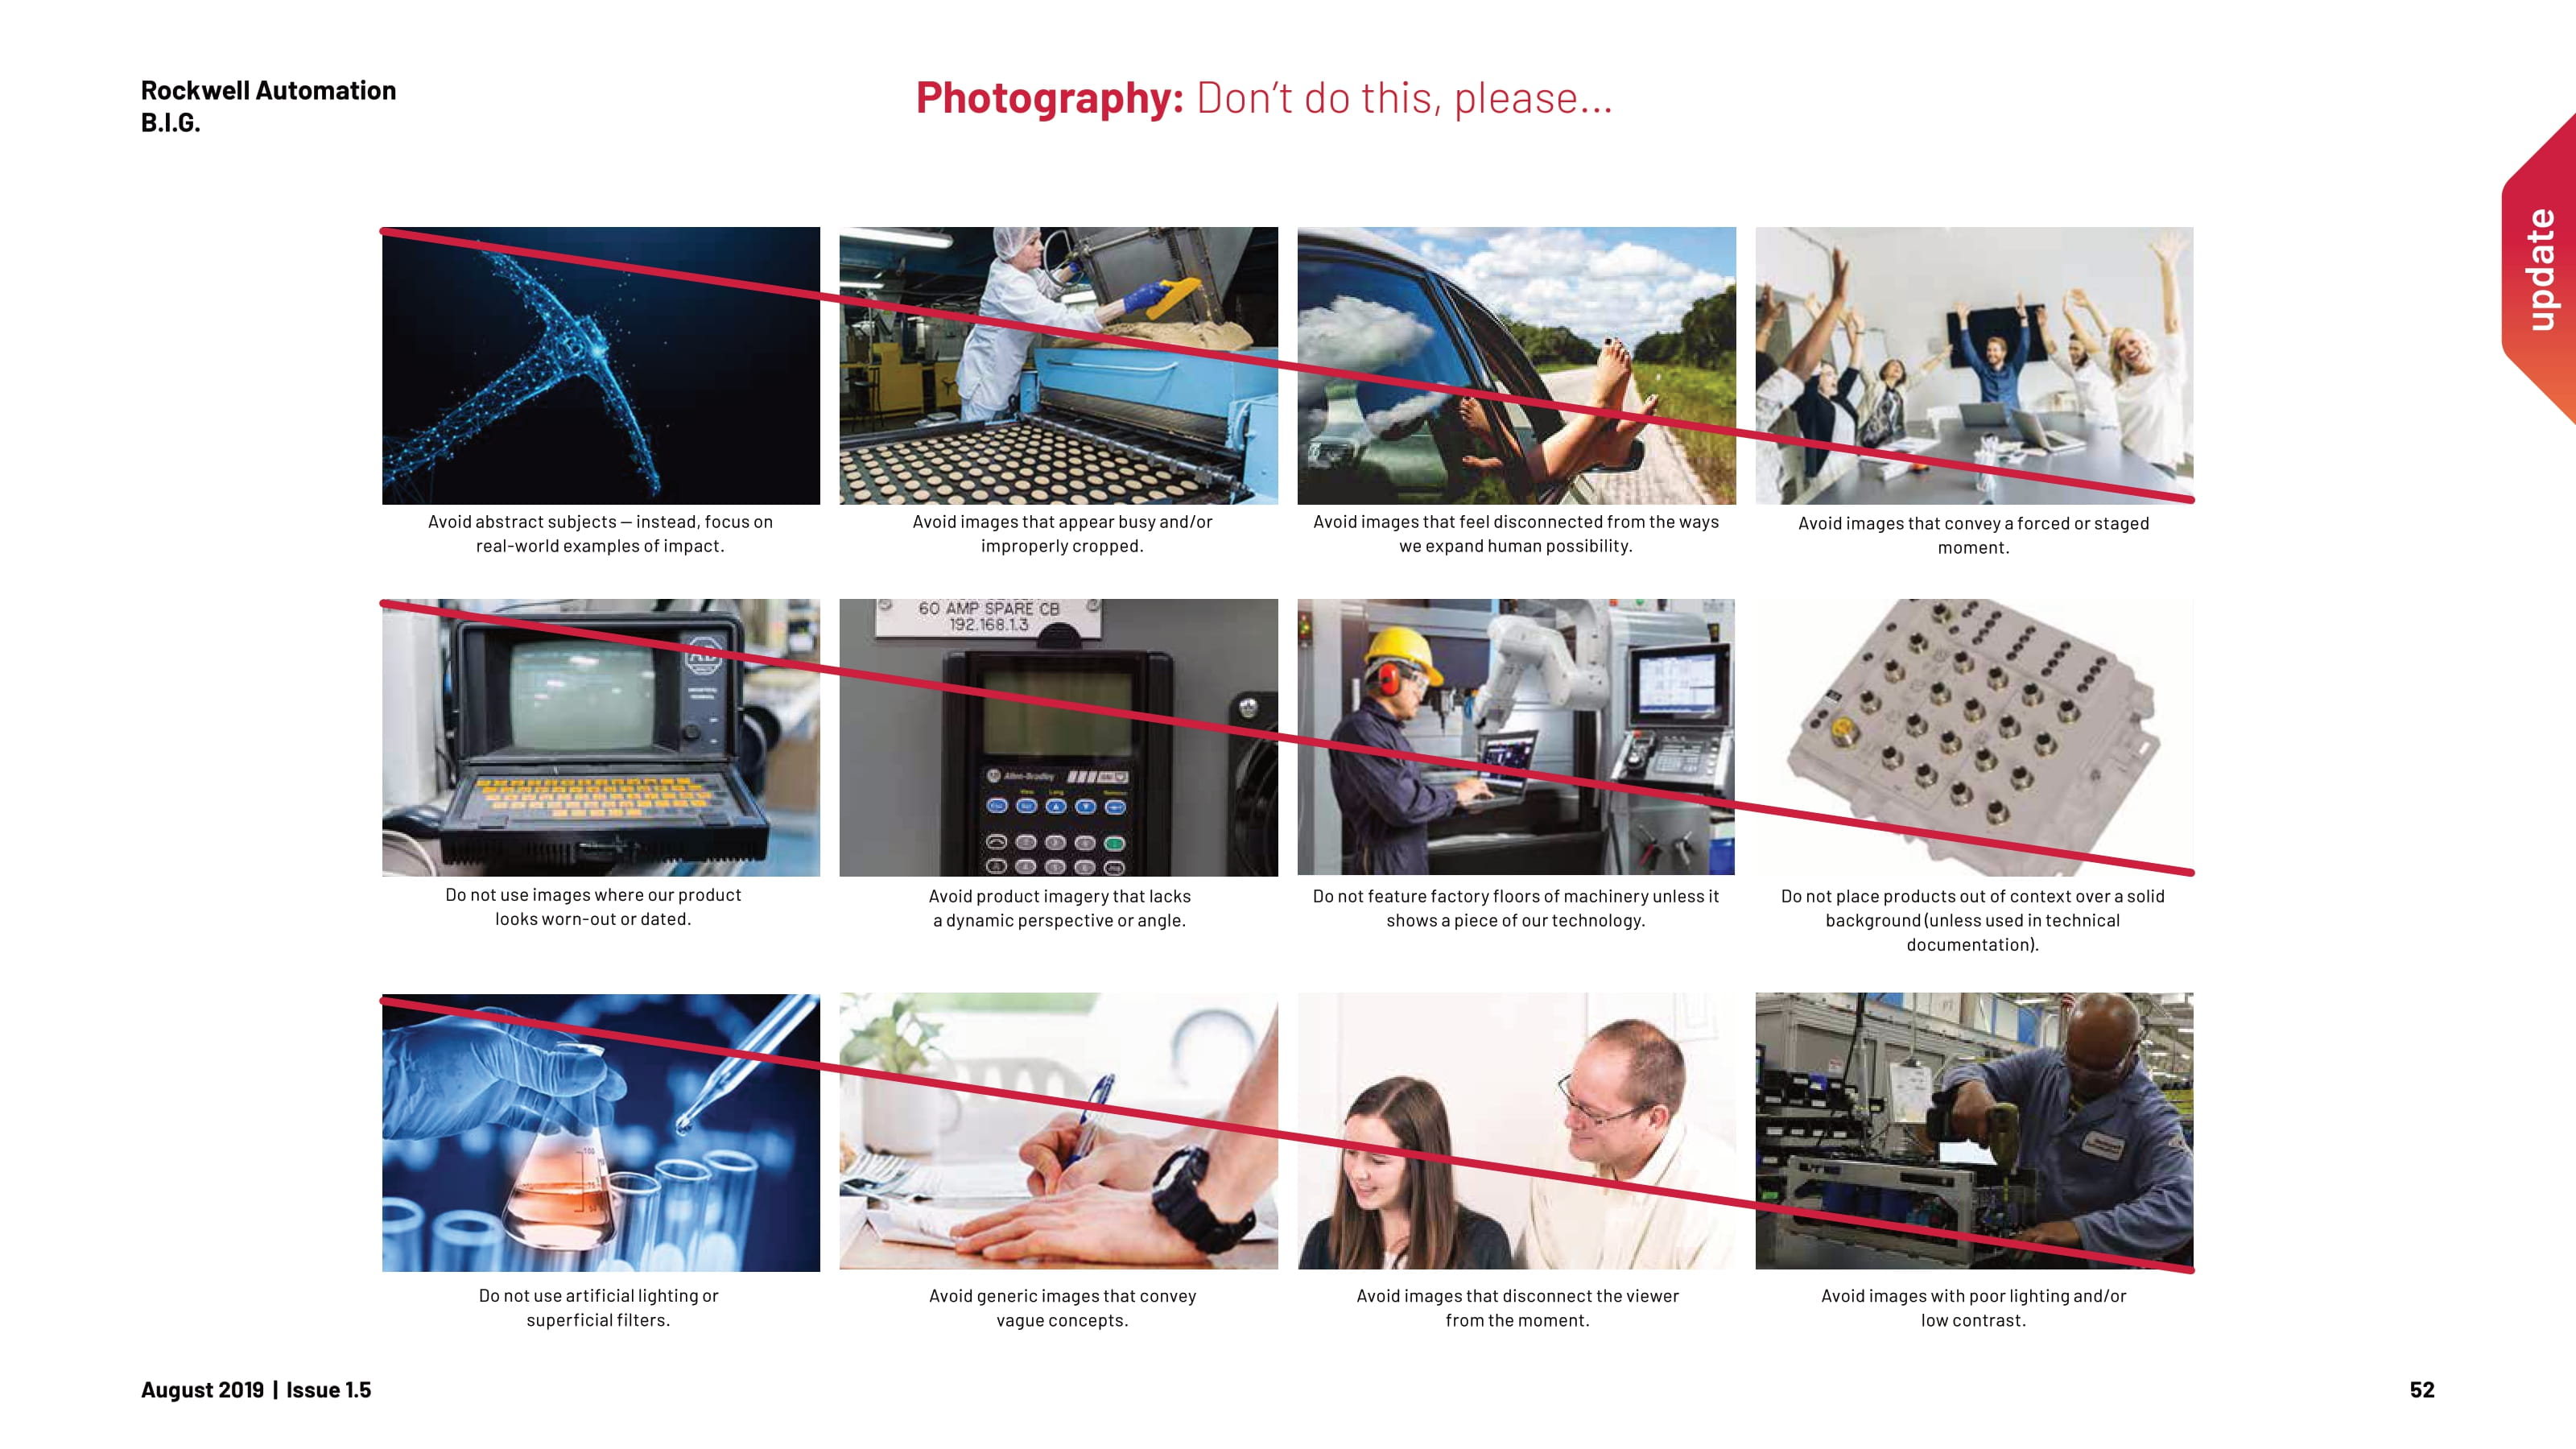 Rockwell Automation
B.I.G.
Photography: Don't do this, please...
update
Avoid abstract subjects – instead, focus on
real-world examples of impact.
Avoid images that appear busy and/or
improperly cropped.
Avoid images that feel disconnected from the ways
we expand human possibility.
Avoid images that convey a forced or staged
moment.
60 AMP SPARE CB
192.168.1.3
AB
Allen-Bradley
Do not use images where our product
looks worn-out or dated.
Avoid product imagery that lacks
a dynamic perspective or angle.
Do not feature factory floors of machinery unless it
shows a piece of our technology.
Do not place products out of context over a solid
background (unless used in technical
documentation).
Do not use artificial lighting or
superficial filters.
Avoid generic images that convey
vague concepts.
Avoid images that disconnect the viewer
from the moment.
Avoid images with poor lighting and/or
low contrast.
August 2019 | Issue 1.5
52